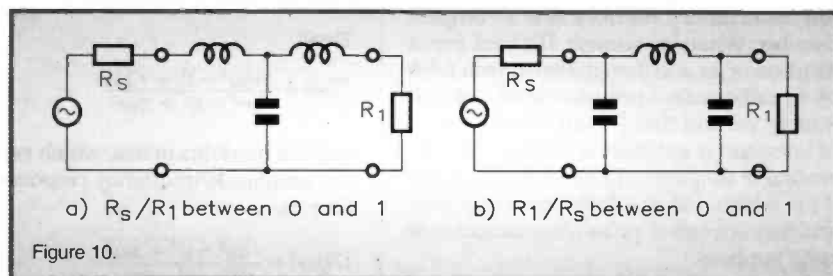 Rs
R1
Rs
R1
a) Rs/R1 between 0 and 1
b) R1/Rs between 0 and 1
Figure 10.